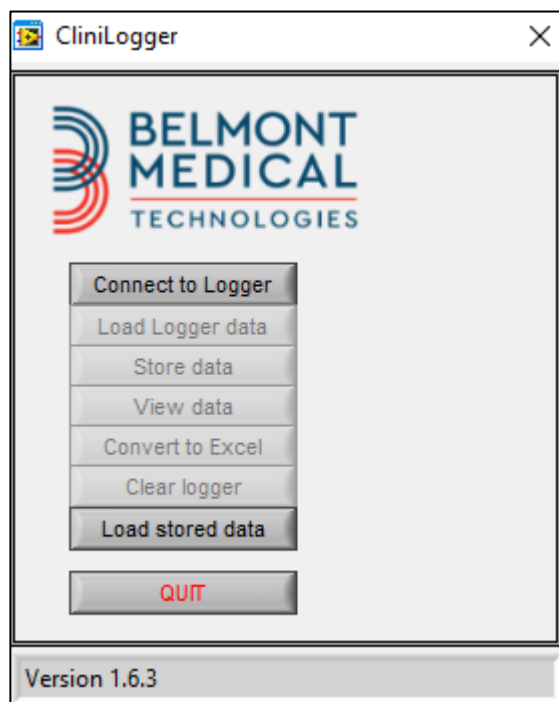 CliniLogger
BELMONT
MEDICAL
TECHNOLOGIES
Connect to Logger
Load Logger data
Store data
View data
Convert to Excel
Clear logger
Load stored data
QUIT
Version 1.6.3